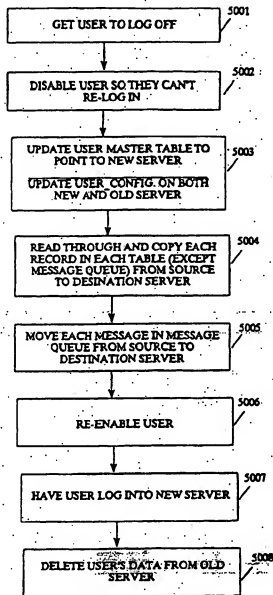 5001
GET USER TO LOG OFF
5002
DISABLE USER SO THEY CAN'T
RE-LOG IN
5003
UPDATE USER MASTER TABLE TO
POINT TO NEW SERVER
UPDATE USER_CONFIG. ON BOTH
NEW AND OLD SERVER
5004
READ THROUGH AND COPY EACH
RECORD IN EACH TABLE (EXCEPT
MESSAGE QUEUE) FROM SOURCE
TO DESINATION SERVER
5005
MOVE EACH MESSAGE IN MESSAGE
QUEUE FROM SOURCE TO
DESTINATION SERVER
5006
RE-ENABLE USER
5007
HAVE USER LOG INTO NEW SERVER
5008
DELETE USER'S DATA FROM OLD
SERVER